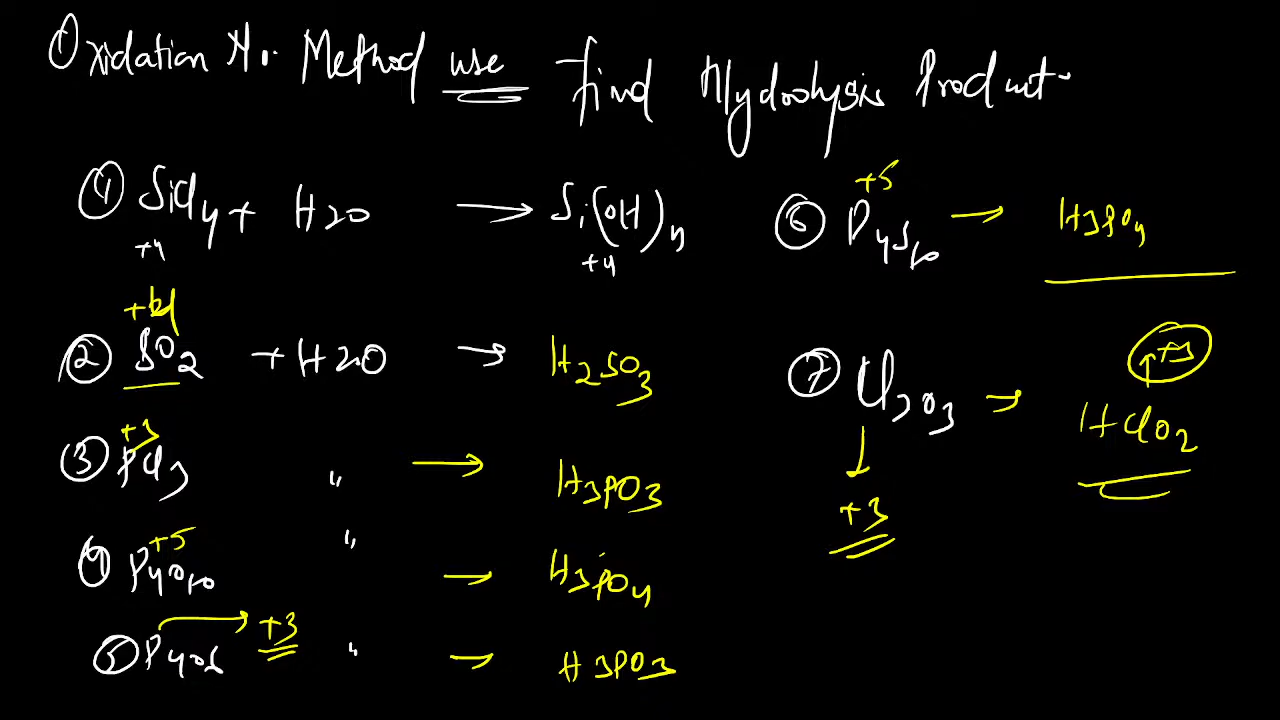 ① Oxidation No. Method use Find Hydrolysis Product
① SiCl4 + H2O → Si(OH)4
+4 +4
+4
② SO2 + H2O → H2SO3
+3
③ PCl3 " → H3PO3
+5
④ P4O10 " → H3PO4
⑤ P4O6 → +3 " → H3PO3
+5
⑥ P4S10 → H3PO4
+3
⑦ Cl2O3 → HClO2
+3